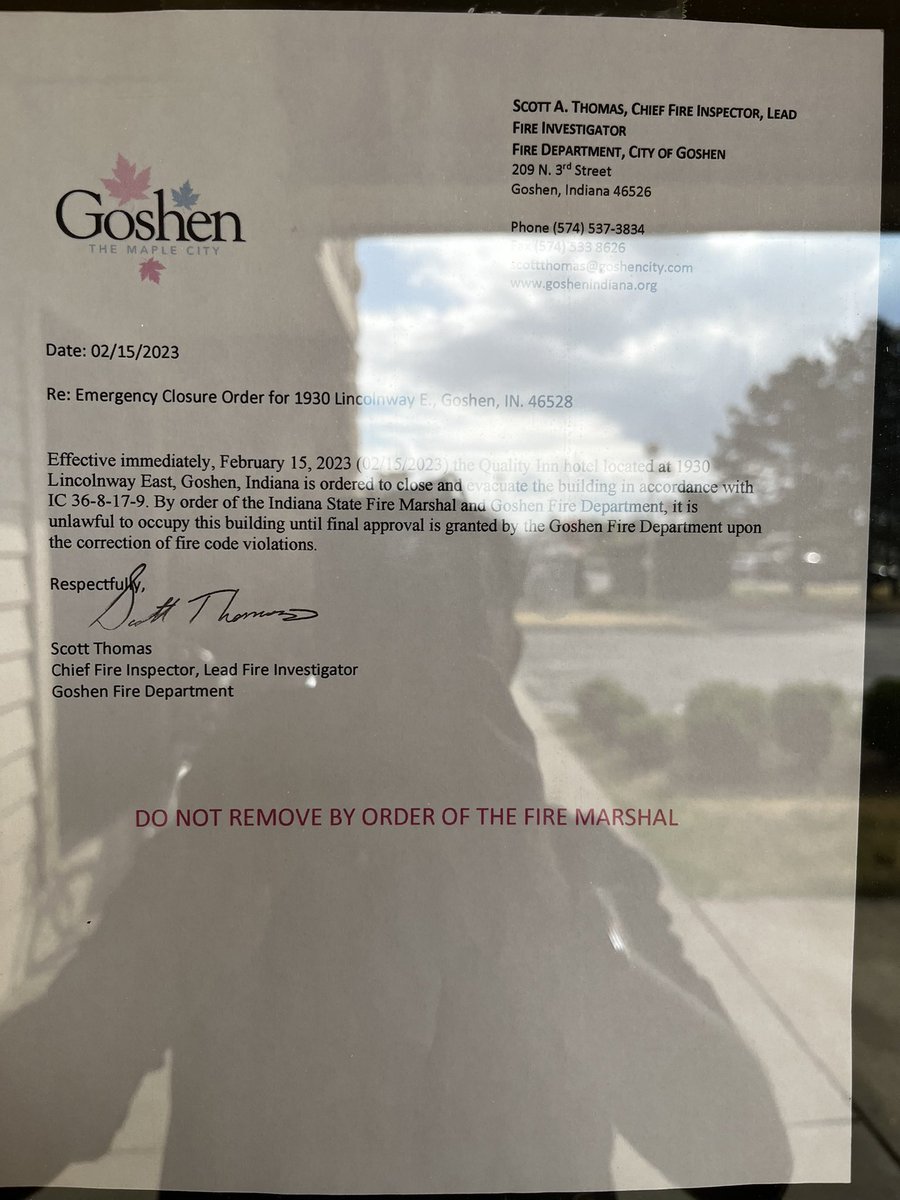 SCOTT A. THOMAS, CHIEF FIRE INSPECTOR, LEAD
FIRE INVESTIGATOR
FIRE DEPARTMENT, CITY OF GOSHEN
209 N. 3rd Street
Goshen, Indiana 46526
Phone (574) 537-3834
Fax (574) 533 8626
scottthomas@goshencity.com
www.goshenindiana.org
Goshen
THE MAPLE CITY
Date: 02/15/2023
Re: Emergency Closure Order for 1930 Lincolnway E., Goshen, IN. 46528
Effective immediately, February 15, 2023 (02/15/2023) the Quality Inn hotel located at 1930
Lincolnway East, Goshen, Indiana is ordered to close and evacuate the building in accordance with
IC 36-8-17-9. By order of the Indiana State Fire Marshal and Goshen Fire Department, it is
unlawful to occupy this building until final approval is granted by the Goshen Fire Department upon
the correction of fire code violations.
Respectfully,
Scott Thomas
Scott Thomas
Chief Fire Inspector, Lead Fire Investigator
Goshen Fire Department
DO NOT REMOVE BY ORDER OF THE FIRE MARSHAL